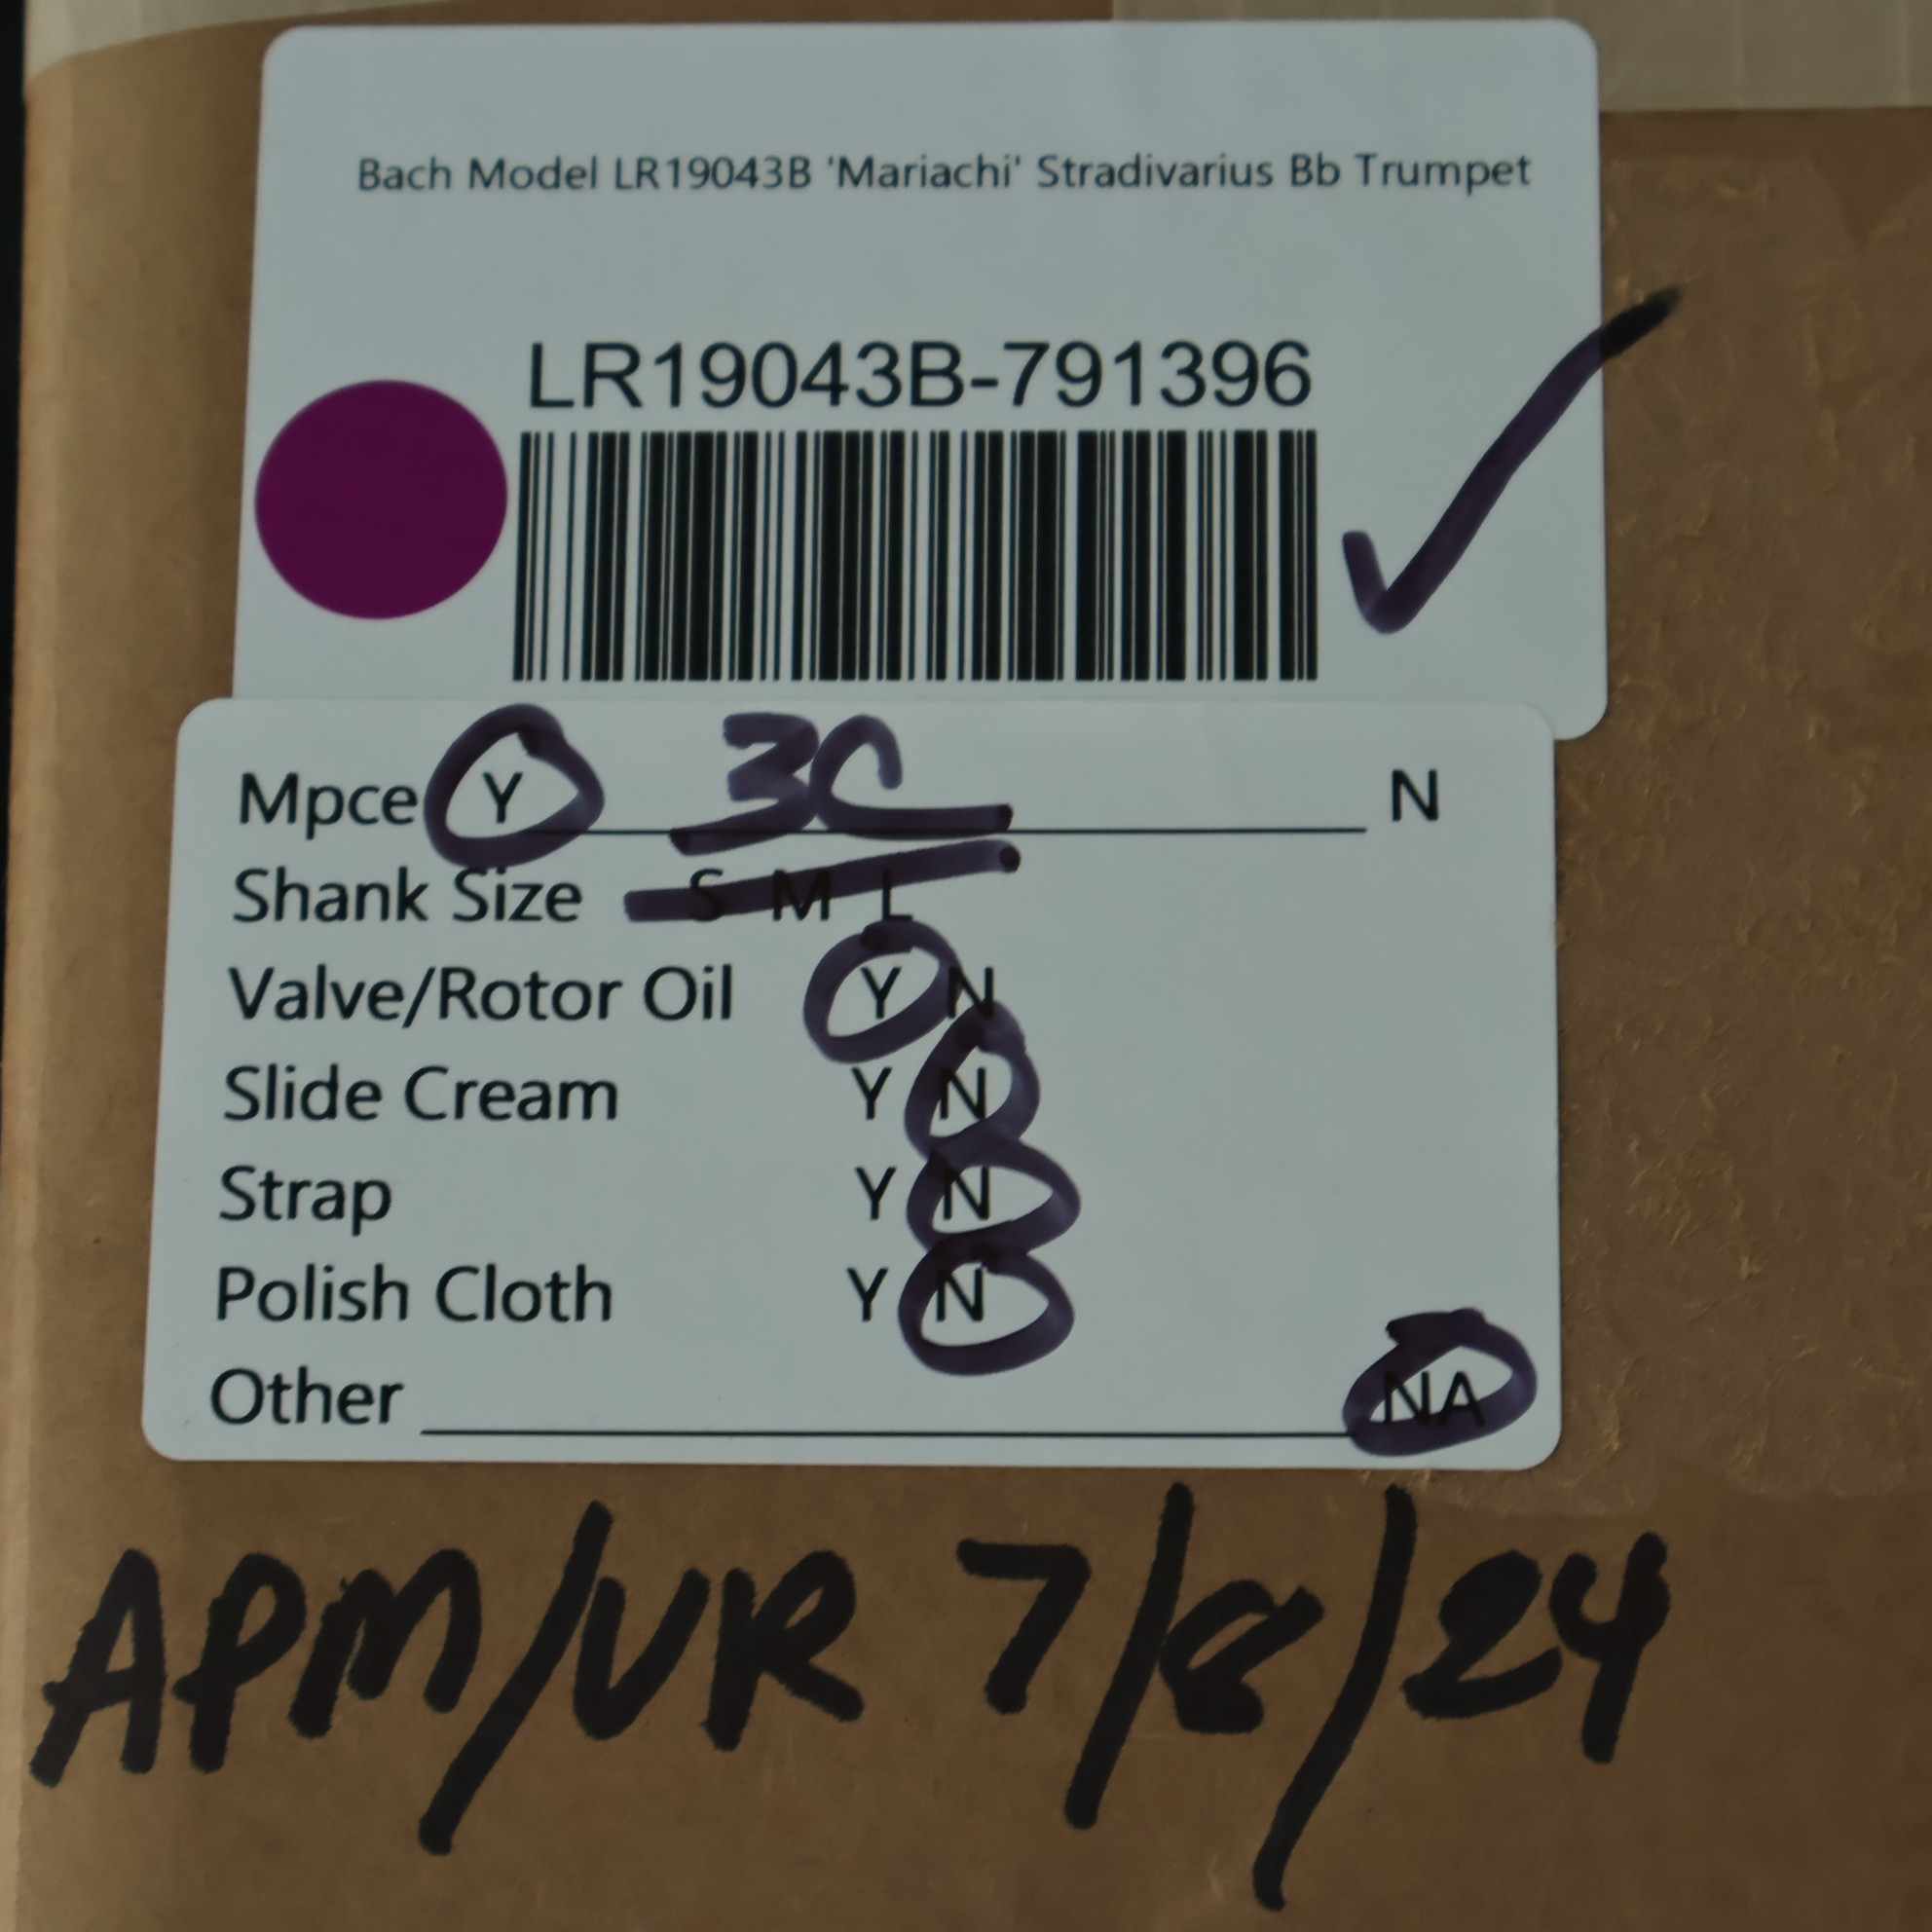 Bach Model LR19043B 'Mariachi' Stradivarius Bb Trumpet
LR19043B-791396
Mpce Y 3C N
Shank Size S M L
Valve/Rotor Oil Y N
Slide Cream Y N
Strap Y N
Polish Cloth Y N
Other NA
APM/VR 7/8/24